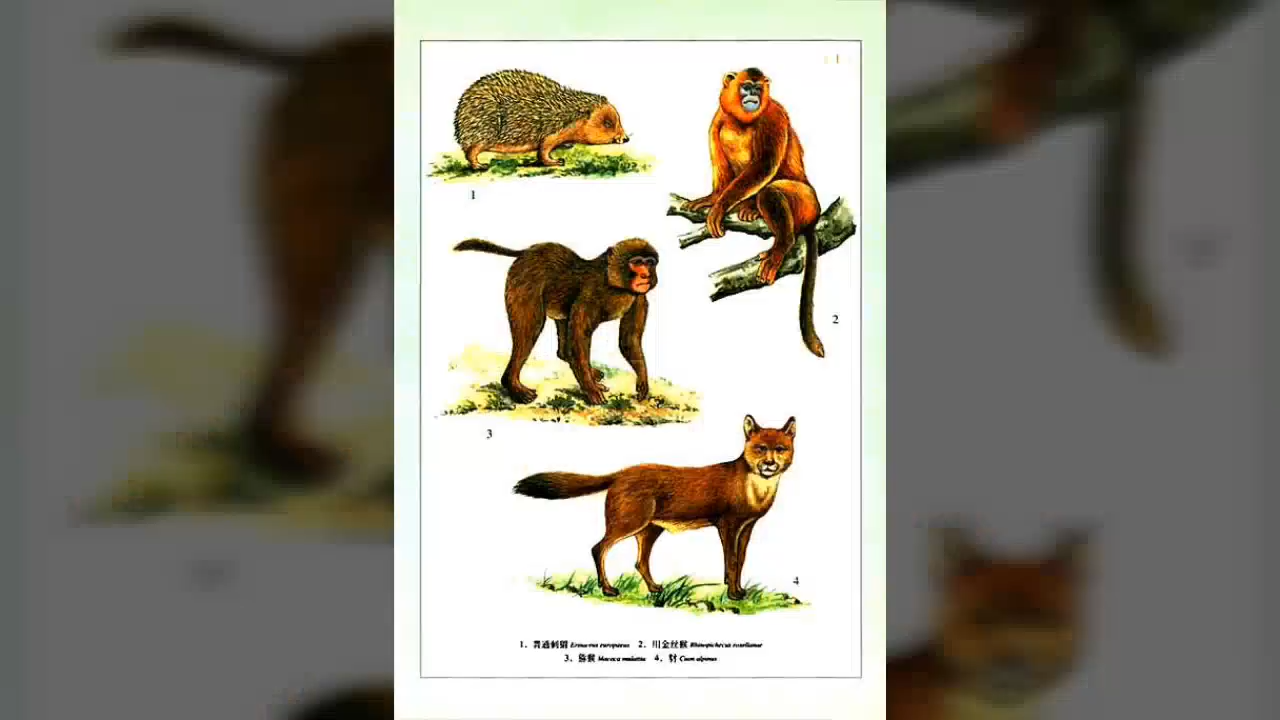 1
1
2
3
4
1. 普通刺猬 Erinaceus europaeus 2. 川金丝猴 Rhinopithecus roxellanae
3. 猕猴 Macaca mulatta 4. 豺 Cuon alpinus